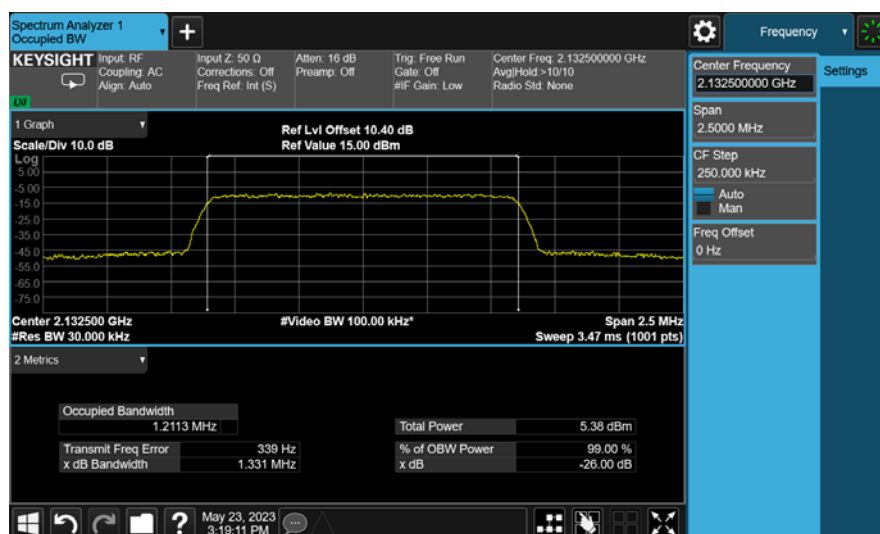 Spectrum Analyzer 1
Occupied BW
Frequency
KEYSIGHT
Input: RF
Coupling: AC
Align: Auto
Input Z: 50 Ω
Corrections: Off
Freq Ref: Int (S)
Atten: 16 dB
Preamp: Off
Trig: Free Run
Gate: Off
#IF Gain: Low
Center Freq: 2.132500000 GHz
Avg|Hold:>10/10
Radio Std: None
LXI
Center Frequency
2.132500000 GHz
Settings
Span
2.5000 MHz
CF Step
250.000 kHz
Auto
Man
Freq Offset
0 Hz
1 Graph
Scale/Div 10.0 dB
Ref Lvl Offset 10.40 dB
Ref Value 15.00 dBm
Log
5.00
-5.00
-15.0
-25.0
-35.0
-45.0
-55.0
-65.0
-75.0
Center 2.132500 GHz
#Video BW 100.00 kHz*
Span 2.5 MHz
#Res BW 30.000 kHz
Sweep 3.47 ms (1001 pts)
2 Metrics
Occupied Bandwidth
1.2113 MHz
Total Power 5.38 dBm
Transmit Freq Error 339 Hz
% of OBW Power 99.00 %
x dB Bandwidth 1.331 MHz
x dB -26.00 dB
?
May 23, 2023
3:19:11 PM